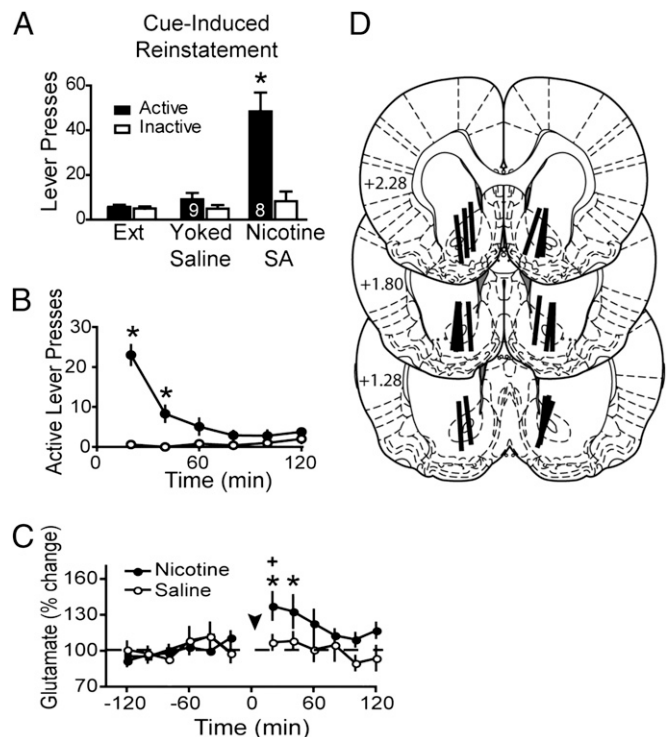 A
Cue-Induced
Reinstatement
Lever Presses
60
40
20
0
*
Active
Inactive
9
8
Ext
Yoked
Saline
Nicotine
SA
B
Active Lever Presses
30
20
10
0
*
*
0
60
120
Time (min)
C
Glutamate (% change)
160
130
100
70
Nicotine
Saline
+
* *
-120
-60
0
60
120
Time (min)
D
+2.28
+1.80
+1.28